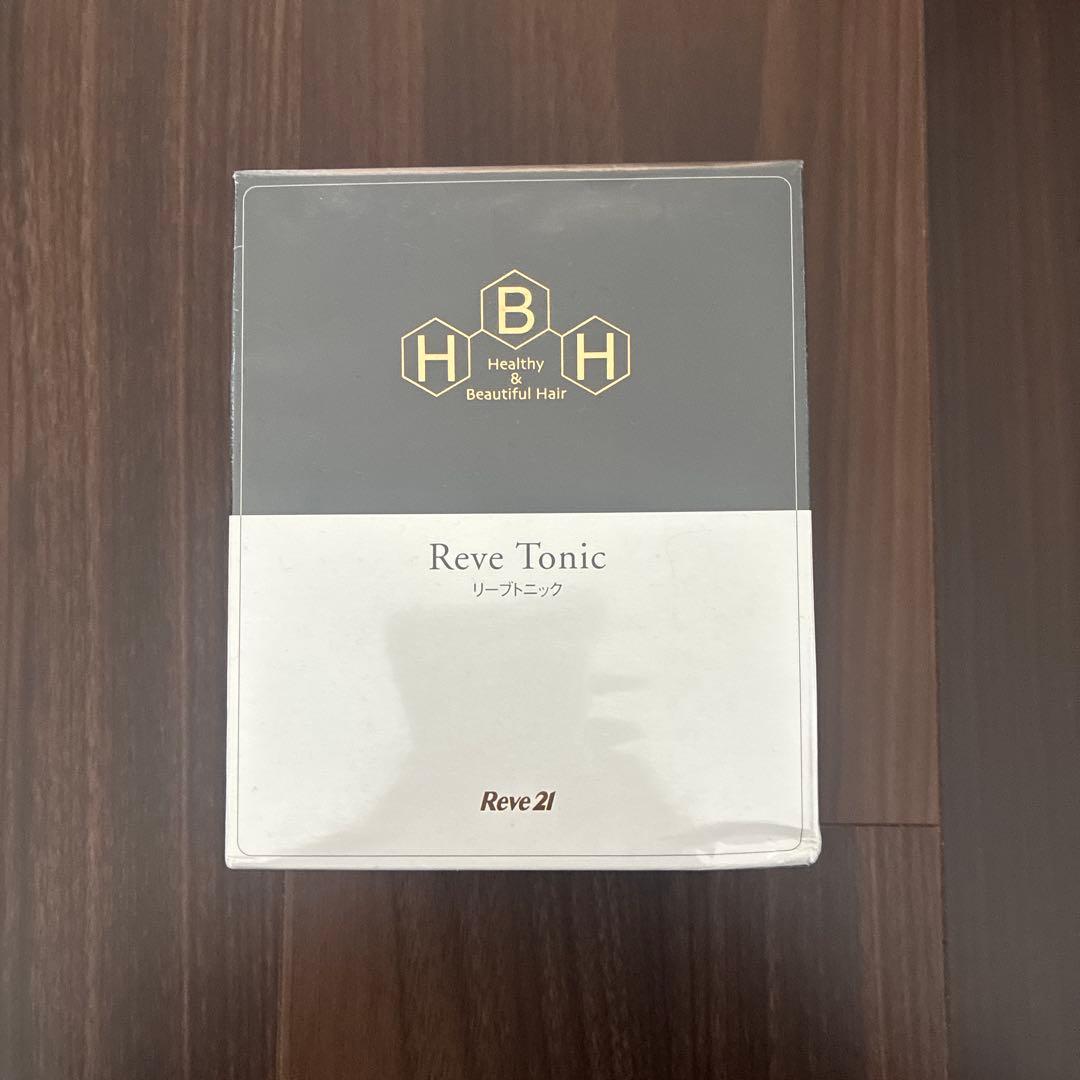 B
H H
Healthy
&
Beautiful Hair
Reve Tonic
リーブトニック
Reve21